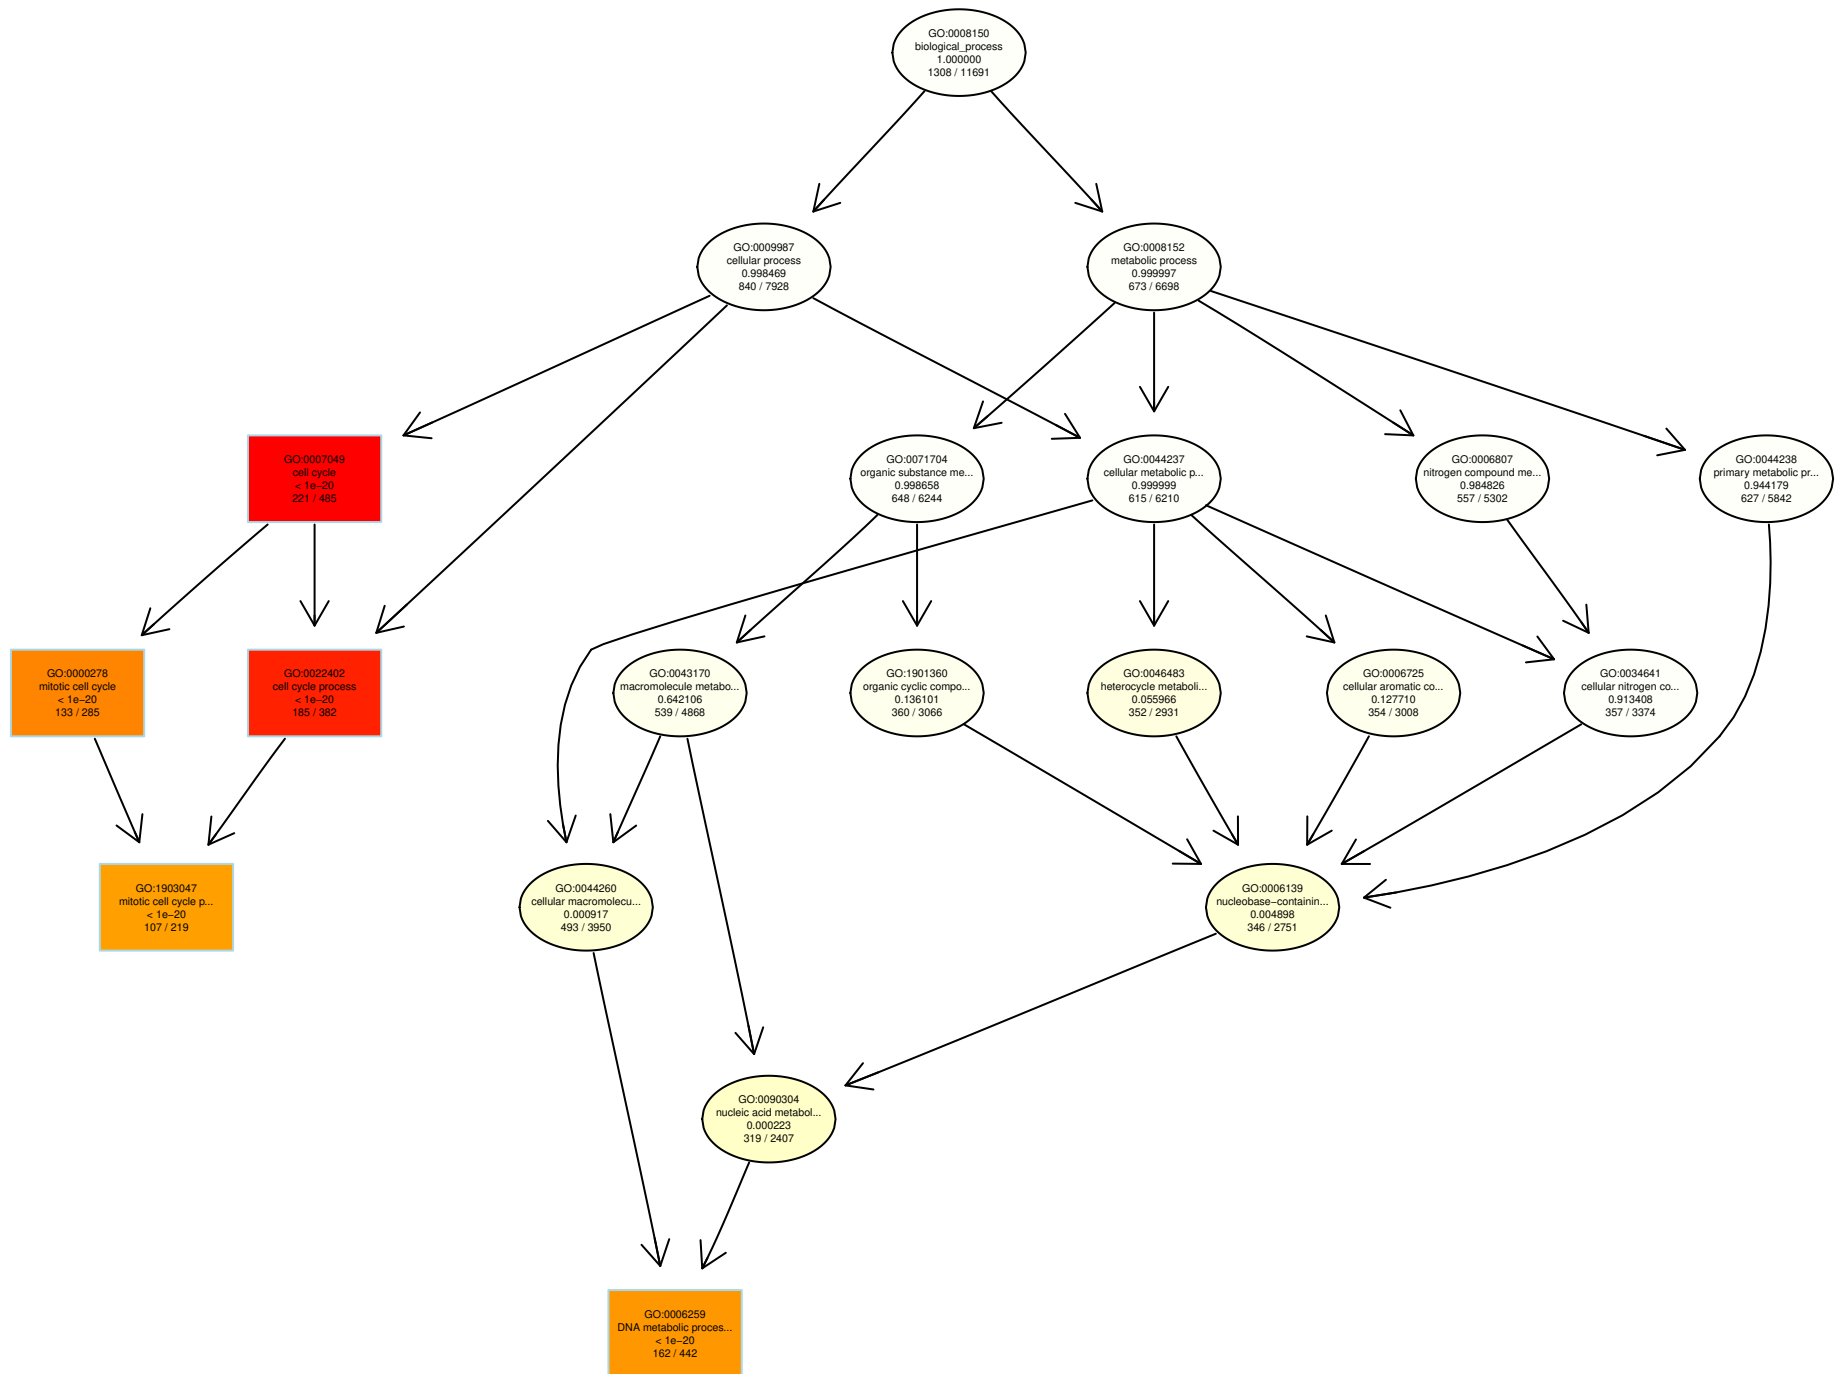 GO:0008150
biological_process
1.000000
1308 / 11691
GO:0009987
cellular process
0.998469
840 / 7928
GO:0008152
metabolic process
0.999997
673 / 6698
GO:0007049
cell cycle
< 1e−20
221 / 485
GO:0071704
organic substance me...
0.998658
648 / 6244
GO:0044237
cellular metabolic p...
0.999999
615 / 6210
GO:0006807
nitrogen compound me...
0.984826
557 / 5302
GO:0044238
primary metabolic pr...
0.944179
627 / 5842
GO:0000278
mitotic cell cycle
< 1e−20
133 / 285
GO:0022402
cell cycle process
< 1e−20
185 / 382
GO:0043170
macromolecule metabo...
0.642106
539 / 4868
GO:1901360
organic cyclic compo...
0.136101
360 / 3066
GO:0046483
heterocycle metaboli...
0.055966
352 / 2931
GO:0006725
cellular aromatic co...
0.127710
354 / 3008
GO:0034641
cellular nitrogen co...
0.913408
357 / 3374
GO:1903047
mitotic cell cycle p...
< 1e−20
107 / 219
GO:0044260
cellular macromolecu...
0.000917
493 / 3950
GO:0006139
nucleobase−containin...
0.004898
346 / 2751
GO:0090304
nucleic acid metabol...
0.000223
319 / 2407
GO:0006259
DNA metabolic proces...
< 1e−20
162 / 442